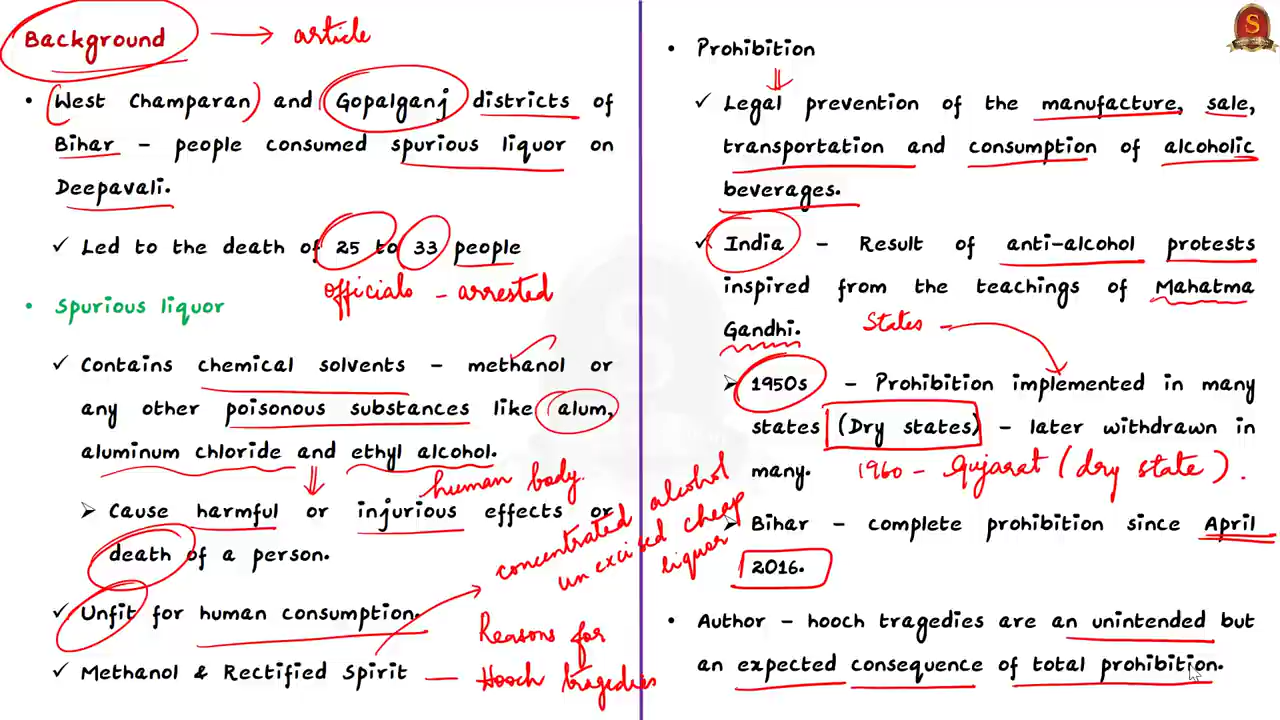 Background → article
• (West Champaran) and Gopalganj districts of
Bihar – people consumed spurious liquor on
Deepavali.
✓ Led to the death of 25 to 33 people
officials – arrested
• Spurious liquor
✓ Contains chemical solvents – methanol or
any other poisonous substances like alum,
aluminum chloride and ethyl alcohol.
human body.
➤ Cause harmful or injurious effects or
death of a person.
✓ Unfit for human consumption.
✓ Methanol & Rectified Spirit –
concentrated alcohol
unexcised cheap
liquor
Reasons for
Hooch tragedies
• Prohibition
✓ Legal prevention of the manufacture, sale,
transportation and consumption of alcoholic
beverages.
✓ India – Result of anti-alcohol protests
inspired from the teachings of Mahatma
Gandhi.
States
➤ 1950s – Prohibition implemented in many
states (Dry states) – later withdrawn in
many.
1960 – Gujarat (dry state).
➤ Bihar – complete prohibition since April
2016.
• Author – hooch tragedies are an unintended but
an expected consequence of total prohibition.
S